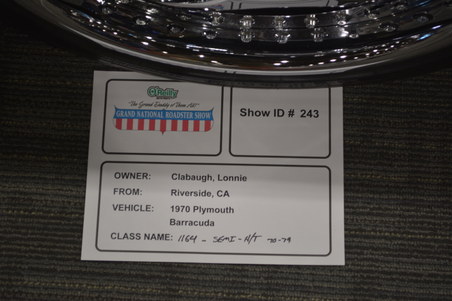 "The Grand Daddy of Them All"
GRAND NATIONAL ROADSTER SHOW
Show ID # 243
OWNER: Clabaugh, Lonnie
FROM: Riverside, CA
VEHICLE: 1970 Plymouth
Barracuda
CLASS NAME: 1164 - SEMI - H/T 70-79